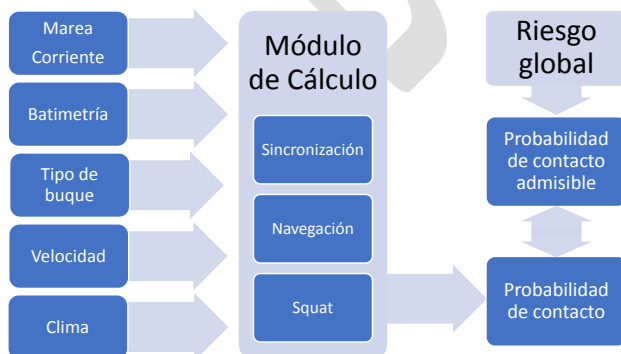 Marea
Corriente
Batimetría
Tipo de
buque
Velocidad
Clima
Módulo
de Cálculo
Sincronización
Navegación
Squat
Riesgo
global
Probabilidad
de contacto
admisible
Probabilidad
de contacto